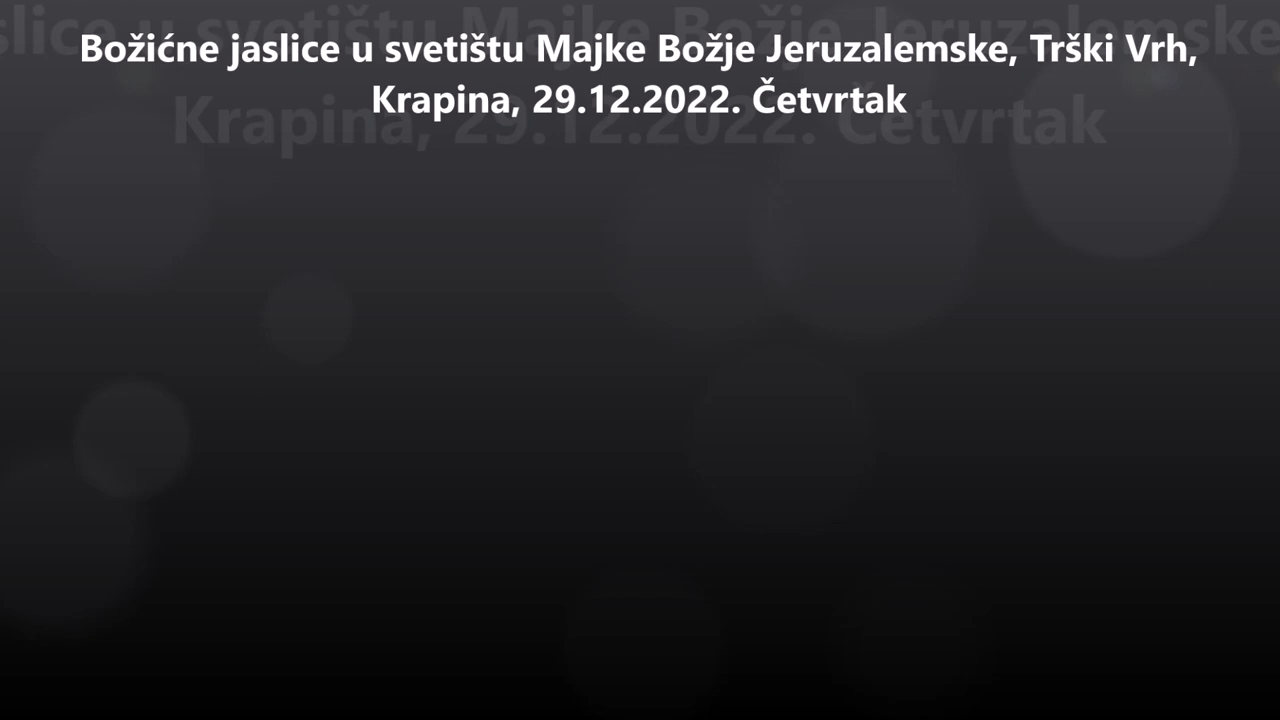 Božićne jaslice u svetištu Majke Božje Jeruzalemske, Trški Vrh,
Krapina, 29.12.2022. Četvrtak